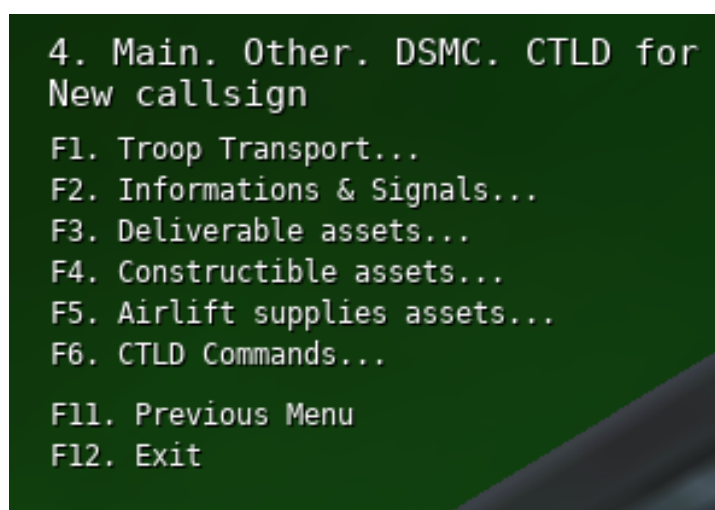 4. Main. Other. DSMC. CTLD for
New callsign
F1. Troop Transport...
F2. Informations & Signals...
F3. Deliverable assets...
F4. Constructible assets...
F5. Airlift supplies assets...
F6. CTLD Commands...
F11. Previous Menu
F12. Exit